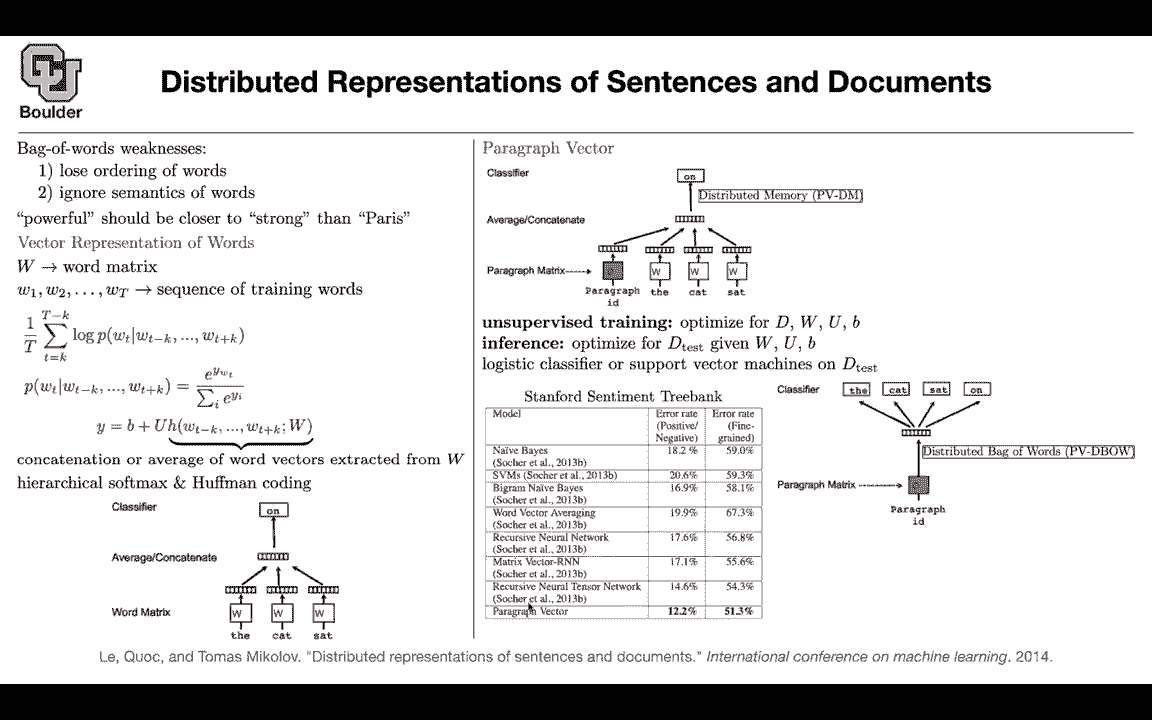 Boulder
Distributed Representations of Sentences and Documents
Bag-of-words weaknesses:
1) lose ordering of words
2) ignore semantics of words
“powerful” should be closer to “strong” than “Paris”
Vector Representation of Words
W → word matrix
w_1, w_2, . . . , w_T → sequence of training words
\frac{1}{T} \sum_{t=k}^{T-k} log p(w_t|w_{t-k}, ..., w_{t+k})
p(w_t|w_{t-k}, ..., w_{t+k}) = \frac{e^{y_{w_t}}}{\sum_i e^{y_i}}
y = b + Uh(w_{t-k}, ..., w_{t+k}; W)
concatenation or average of word vectors extracted from W
hierarchical softmax & Huffman coding
Classifier
on
Average/Concatenate
Word Matrix
W W W
the cat sat
Paragraph Vector
Classifier
on
Distributed Memory (PV-DM)
Average/Concatenate
Paragraph Matrix
W W W
Paragraph id the cat sat
unsupervised training: optimize for D, W, U, b
inference: optimize for D_test given W, U, b
logistic classifier or support vector machines on D_test
Stanford Sentiment Treebank
Model Error rate (Positive/Negative) Error rate (Fine-grained)
Naïve Bayes 18.2 % 59.0%
(Socher et al., 2013b)
SVMs (Socher et al., 2013b) 20.6% 59.3%
Bigram Naïve Bayes 16.9% 58.1%
(Socher et al., 2013b)
Word Vector Averaging 19.9% 67.3%
(Socher et al., 2013b)
Recursive Neural Network 17.6% 56.8%
(Socher et al., 2013b)
Matrix Vector-RNN 17.1% 55.6%
(Socher et al., 2013b)
Recursive Neural Tensor Network 14.6% 54.3%
(Socher et al., 2013b)
Paragraph Vector 12.2% 51.3%
Classifier
the cat sat on
Distributed Bag of Words (PV-DBOW)
Paragraph Matrix
Paragraph
id
Le, Quoc, and Tomas Mikolov. "Distributed representations of sentences and documents." International conference on machine learning. 2014.